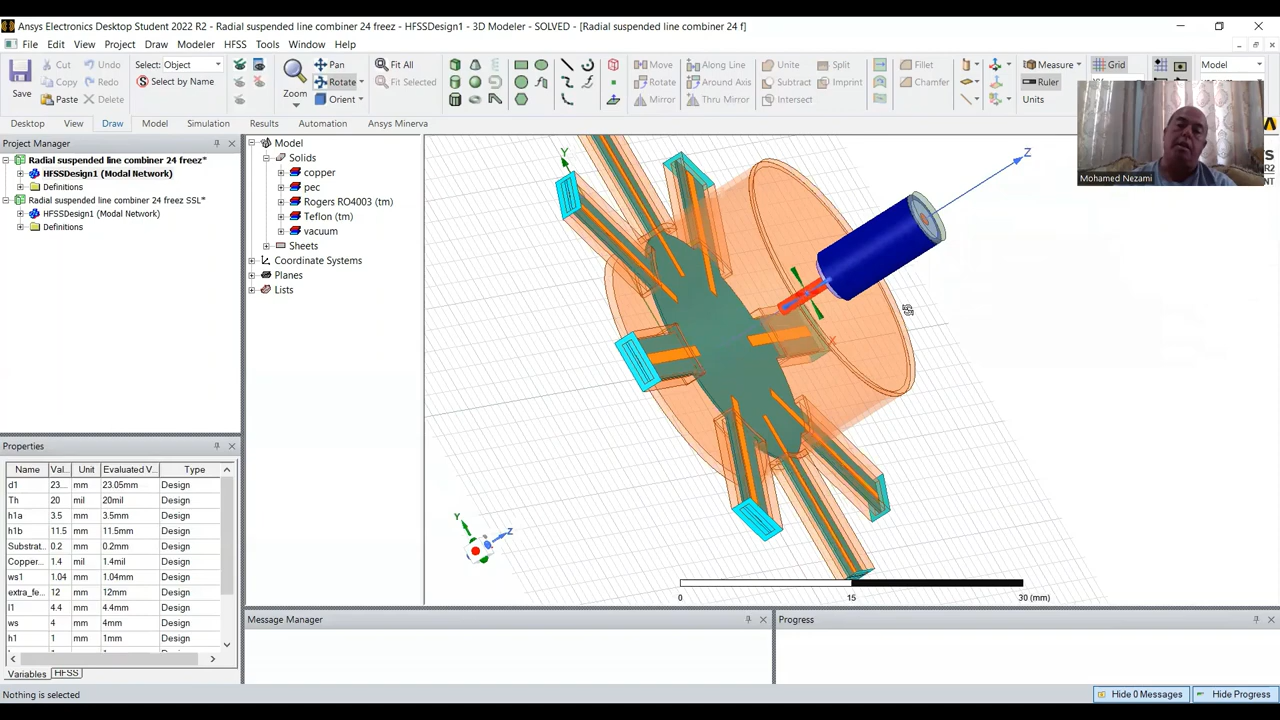 Ansys Electronics Desktop Student 2022 R2 - Radial suspended line combiner 24 freez - HFSSDesign1 - 3D Modeler - SOLVED - [Radial suspended line combiner 24 f]
File Edit View Project Draw Modeler HFSS Tools Window Help
Save
Cut
Copy
Paste
Undo
Redo
Delete
Select: Object
Select by Name
Zoom
Pan
Rotate
Orient
Fit All
Fit Selected
Move
Rotate
Mirror
Along Line
Around Axis
Thru Mirror
Unite
Subtract
Intersect
Split
Imprint
Fillet
Chamfer
Measure
Ruler
Units
Grid
Model
Desktop View Draw Model Simulation Results Automation Ansys Minerva
Project Manager
Radial suspended line combiner 24 freez*
HFSSDesign1 (Modal Network)
Definitions
Radial suspended line combiner 24 freez SSL*
HFSSDesign1 (Modal Network)
Definitions
Model
Solids
copper
pec
Rogers RO4003 (tm)
Teflon (tm)
vacuum
Sheets
Coordinate Systems
Planes
Lists
Y
Z
X
Mohamed Nezami
Y
Z
0 15 30 (mm)
Properties
Name Val... Unit Evaluated V... Type
d1 23... mm 23.05mm Design
Th 20 mil 20mil Design
h1a 3.5 mm 3.5mm Design
h1b 11.5 mm 11.5mm Design
Substrat... 0.2 mm 0.2mm Design
Copper... 1.4 mil 1.4mil Design
ws1 1.04 mm 1.04mm Design
extra_fe... 12 mm 12mm Design
l1 4.4 mm 4.4mm Design
ws 4 mm 4mm Design
h1 1 mm 1mm Design
Variables HFSS
Message Manager
Progress
Nothing is selected
Hide 0 Messages
Hide Progress